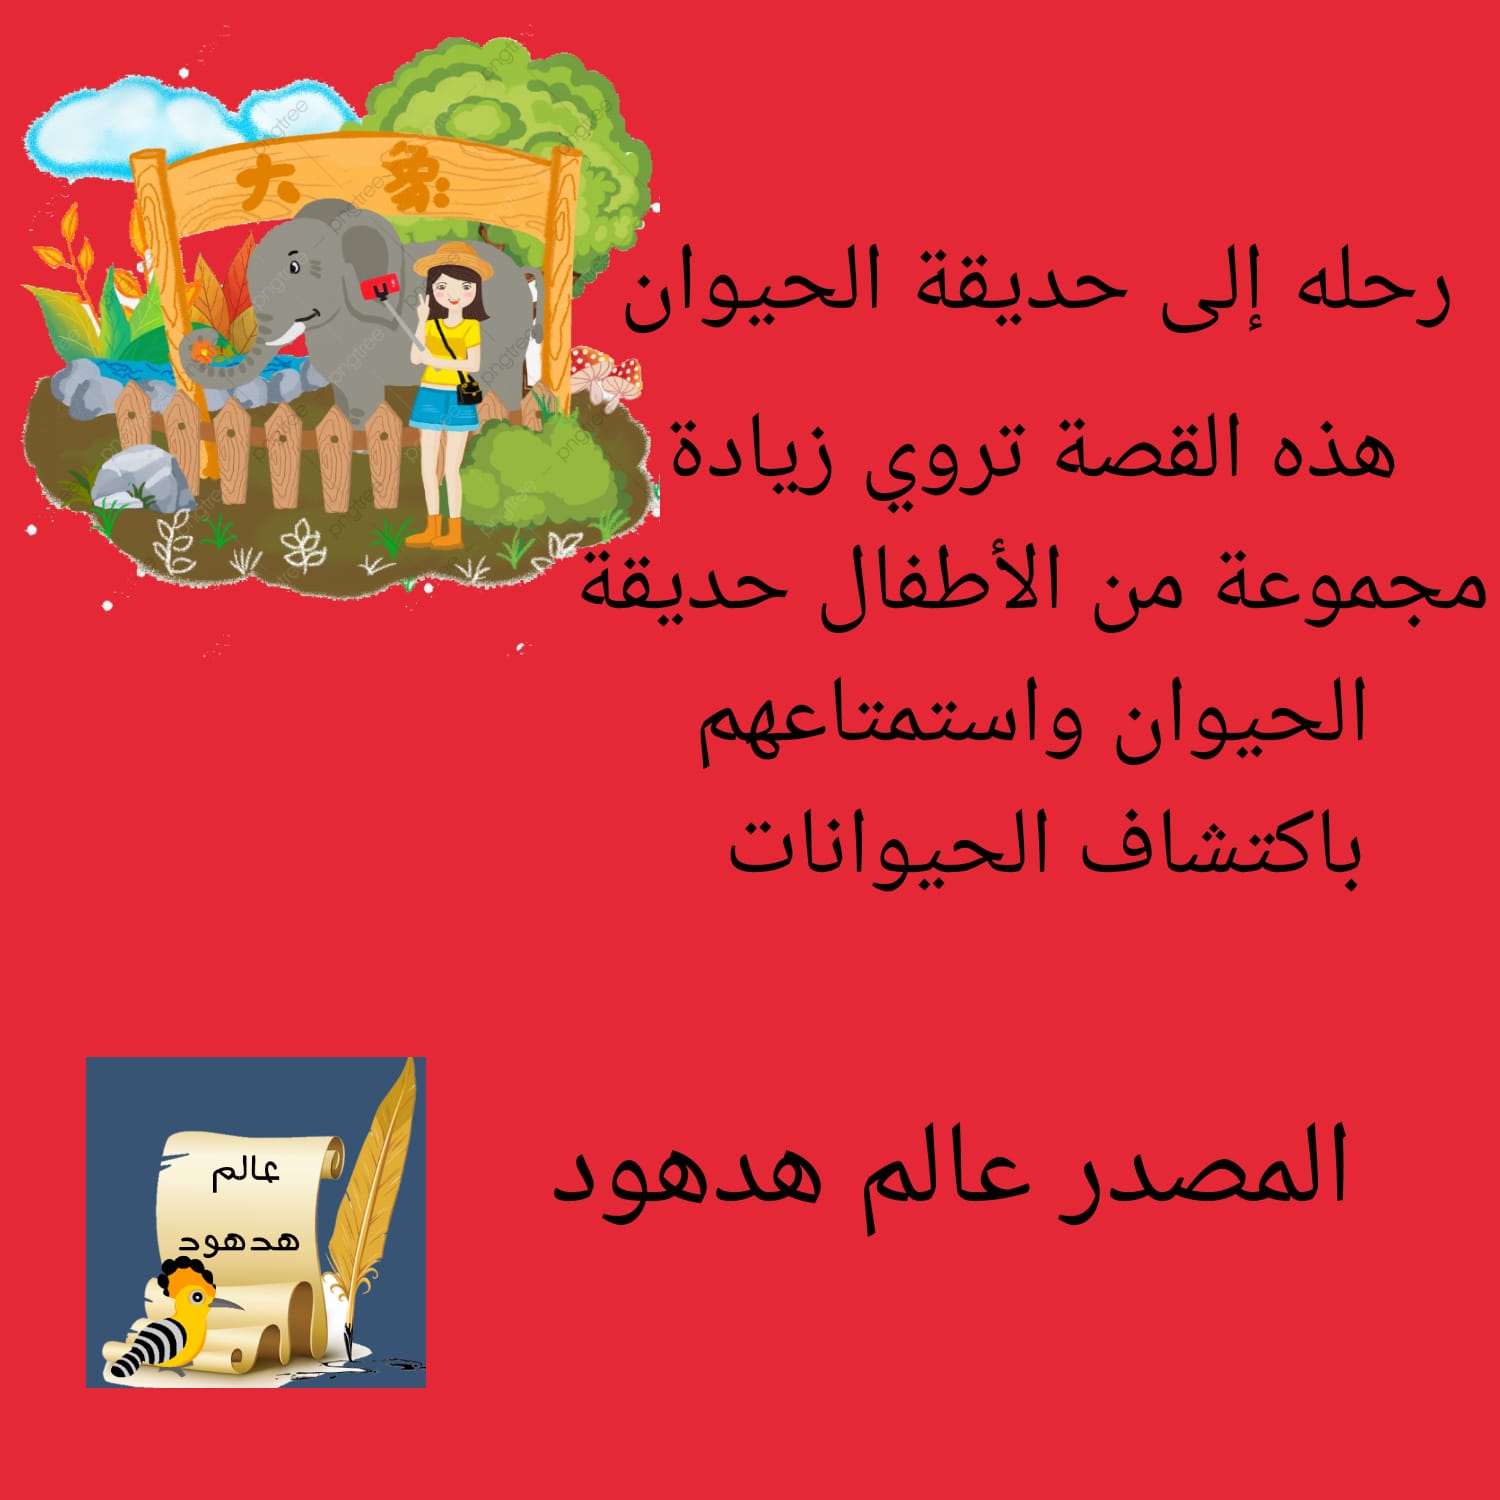 大象
رحله إلى حديقة الحيوان
هذه القصة تروي زيادة
مجموعة من الأطفال حديقة
الحيوان واستمتاعهم
باكتشاف الحيوانات
المصدر عالم هدهود
عالم
هدهود
pngtree